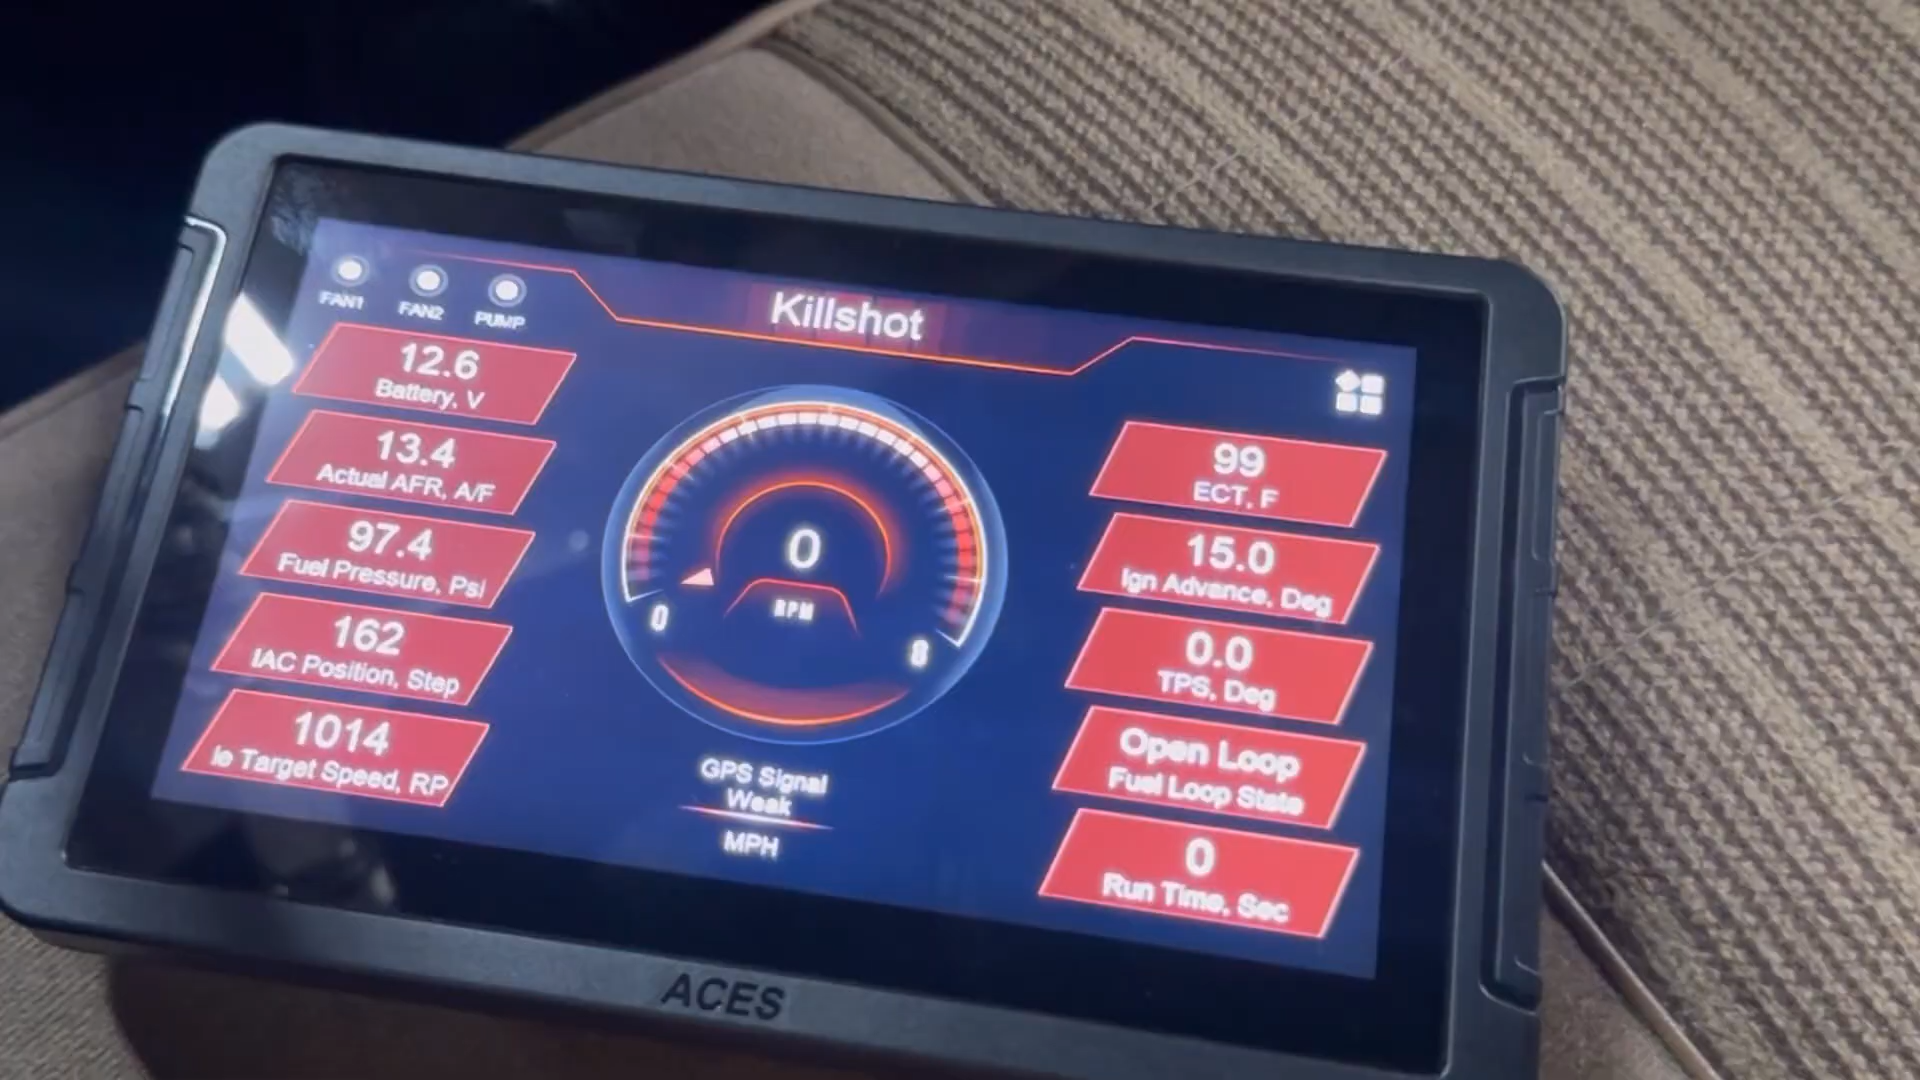 Killshot
FAN1
FAN2
PUMP
12.6
Battery, V
13.4
Actual AFR, A/F
97.4
Fuel Pressure, Psi
162
IAC Position, Step
1014
le Target Speed, RP
0
RPM
0
8
GPS Signal
Weak
MPH
99
ECT, F
15.0
Ign Advance, Deg
0.0
TPS, Deg
Open Loop
Fuel Loop State
0
Run Time, Sec
ACES